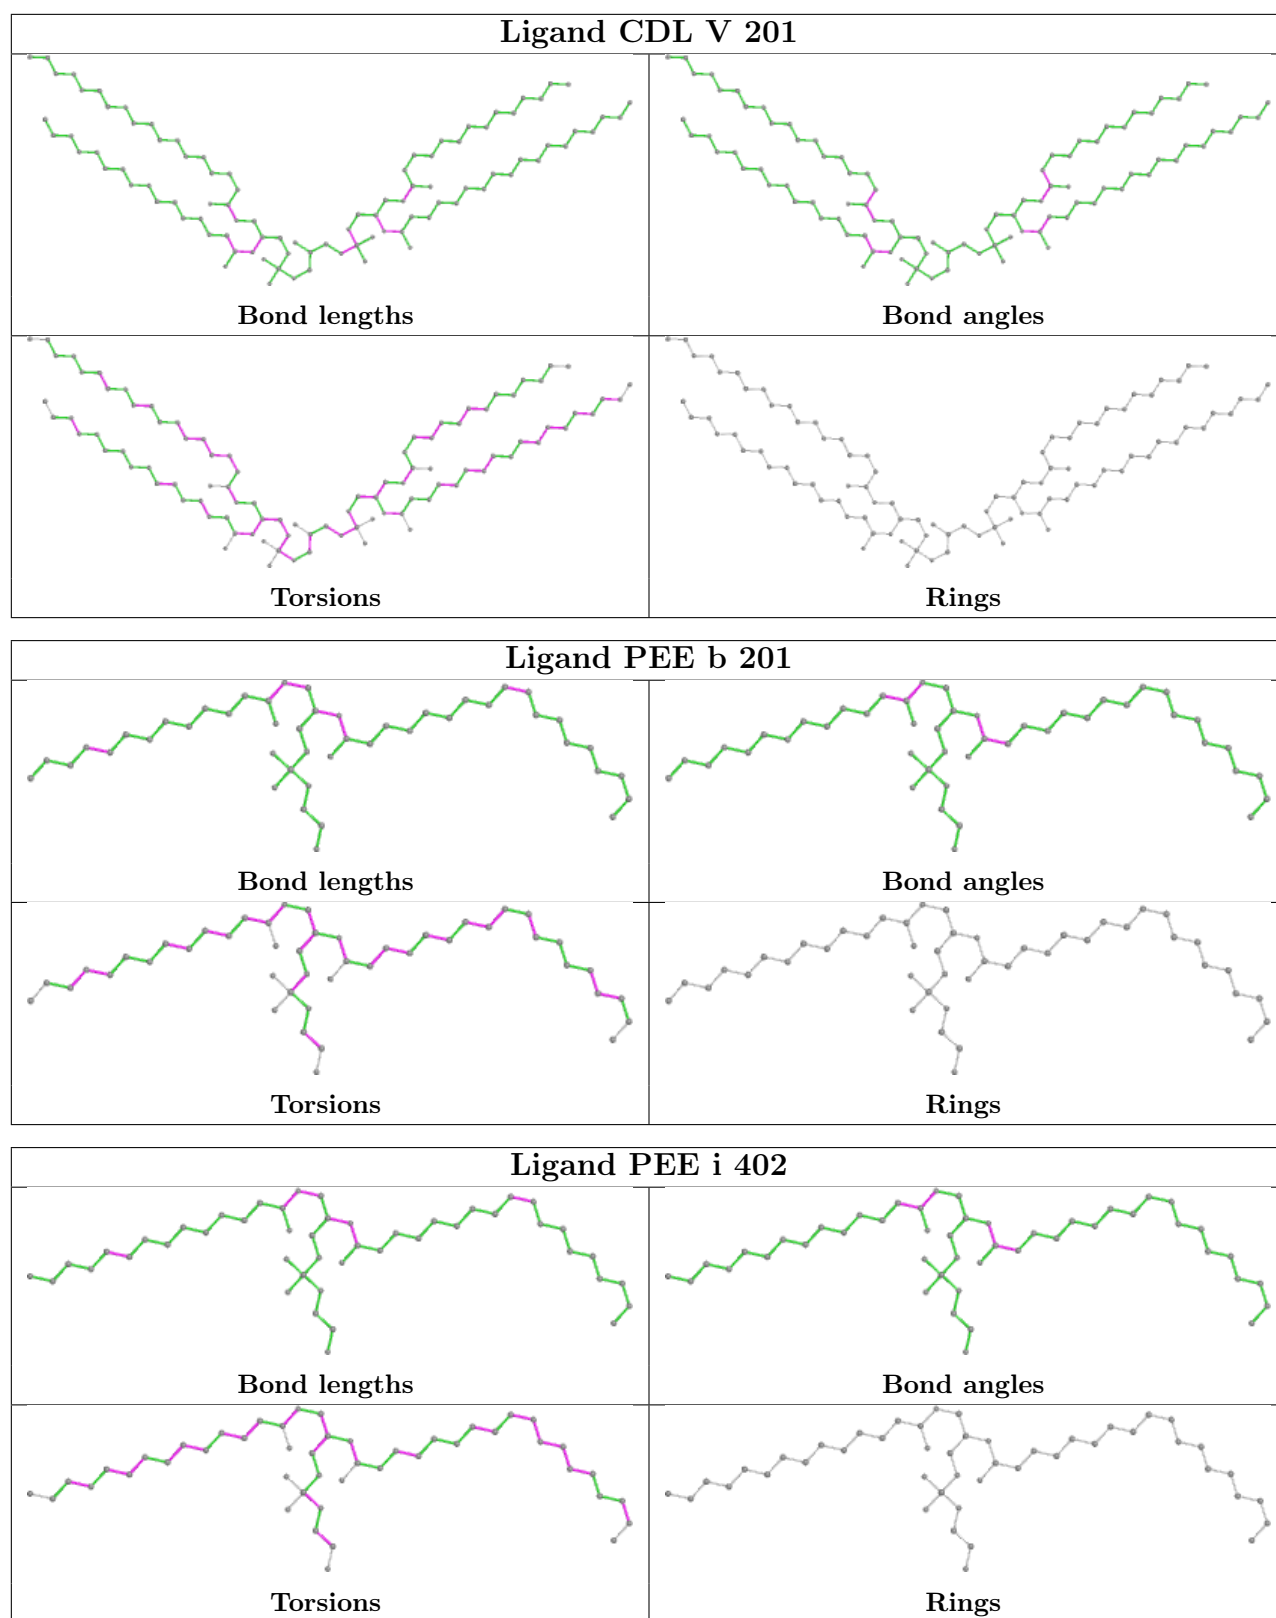 Ligand CDL V 201
Bond lengths
Bond angles
Torsions
Rings
Ligand PEE b 201
Bond lengths
Bond angles
Torsions
Rings
Ligand PEE i 402
Bond lengths
Bond angles
Torsions
Rings